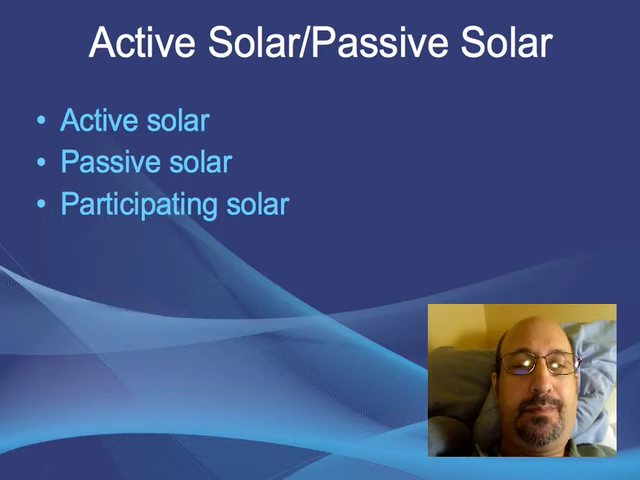 Active Solar/Passive Solar
• Active solar
• Passive solar
• Participating solar